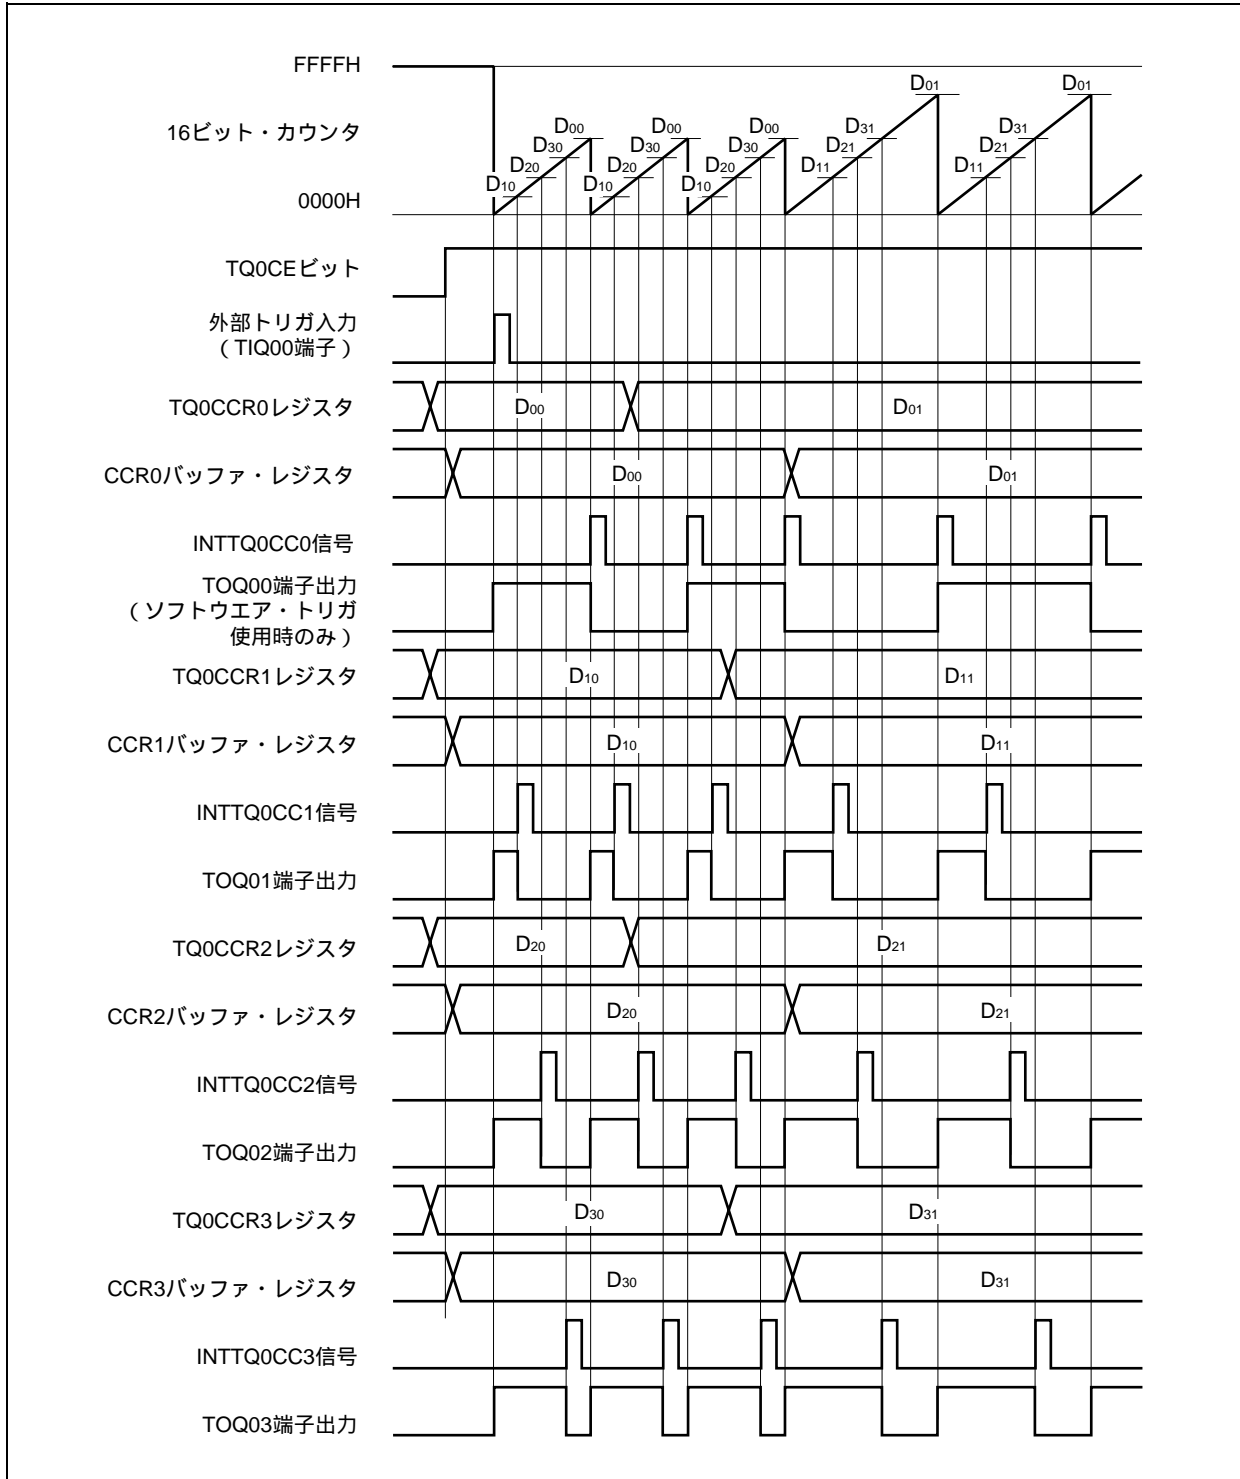 FFFFH
16ビット・カウンタ
0000H
D01 D01
D00 D00 D00 D31 D31
D30 D30 D30 D21 D21
D20 D20 D20 D11 D11
D10 D10 D10
TQ0CEビット
外部トリガ入力
（TIQ00端子）
TQ0CCR0レジスタ D00 D01
CCR0バッファ・レジスタ D00 D01
INTTQ0CC0信号
TOQ00端子出力
（ソフトウエア・トリガ
使用時のみ）
TQ0CCR1レジスタ D10 D11
CCR1バッファ・レジスタ D10 D11
INTTQ0CC1信号
TOQ01端子出力
TQ0CCR2レジスタ D20 D21
CCR2バッファ・レジスタ D20 D21
INTTQ0CC2信号
TOQ02端子出力
TQ0CCR3レジスタ D30 D31
CCR3バッファ・レジスタ D30 D31
INTTQ0CC3信号
TOQ03端子出力